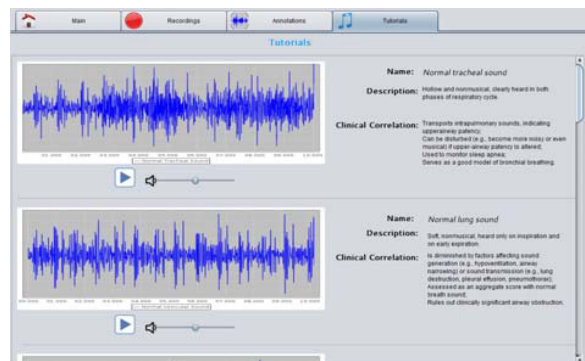 Main
Recordings
Annotations
Tutorials
Tutorials
Name: Normal tracheal sound
Description: Hollow and nonmusical, clearly heard in both
phases of respiratory cycle.
Clinical Correlation: Transports intrapulmonary sounds, indicating
upperairway patency;
Can be disturbed (e.g., become more noisy or even
musical) if upper-airway patency is altered;
Used to monitor sleep apnea;
Serves as a good model of bronchial breathing.
Normal Tracheal Sound
Name: Normal lung sound
Description: Soft, nonmusical, heard only on inspiration and
on early expiration.
Clinical Correlation: Is diminished by factors affecting sound
generation (e.g., hypoventilation, airway
narrowing) or sound transmission (e.g., lung
destruction, pleural effusion, pneumothorax);
Assessed as an aggregate score with normal
breath sound;
Rules out clinically significant airway obstruction.